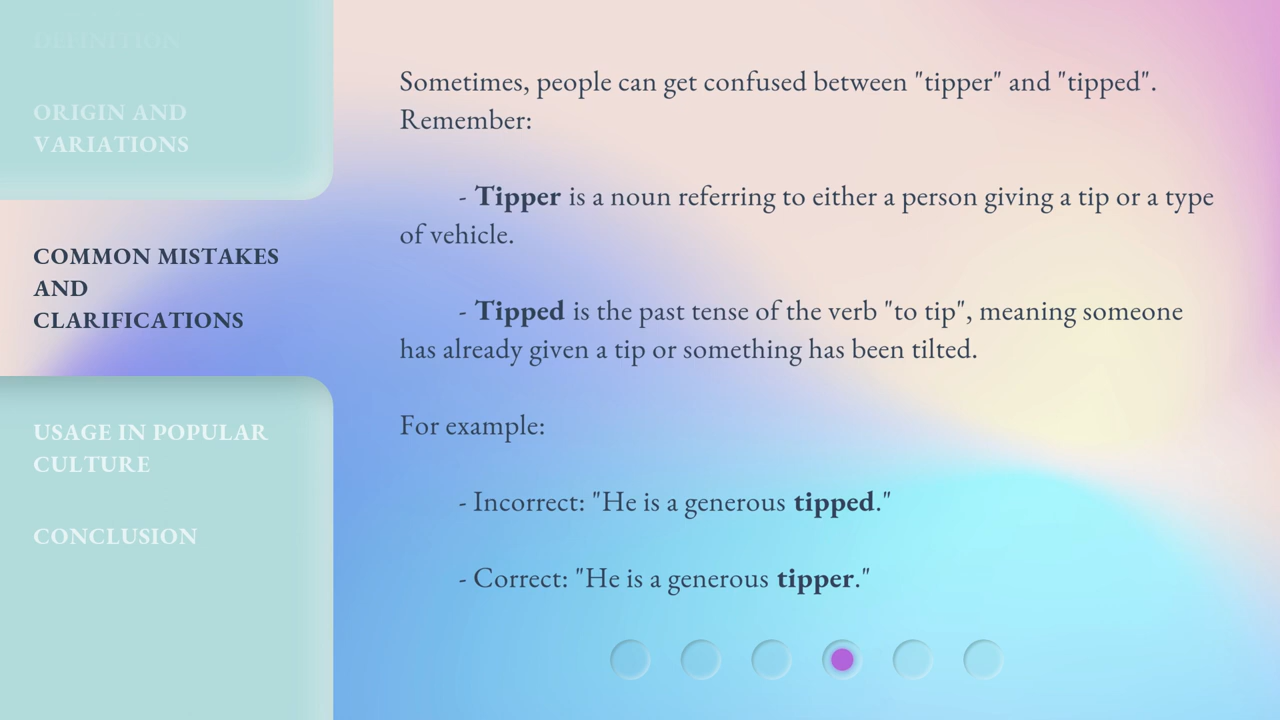 DEFINITION
ORIGIN AND
VARIATIONS
COMMON MISTAKES
AND
CLARIFICATIONS
USAGE IN POPULAR
CULTURE
CONCLUSION
Sometimes, people can get confused between "tipper" and "tipped".
Remember:
- Tipper is a noun referring to either a person giving a tip or a type
of vehicle.
- Tipped is the past tense of the verb "to tip", meaning someone
has already given a tip or something has been tilted.
For example:
- Incorrect: "He is a generous tipped."
- Correct: "He is a generous tipper."